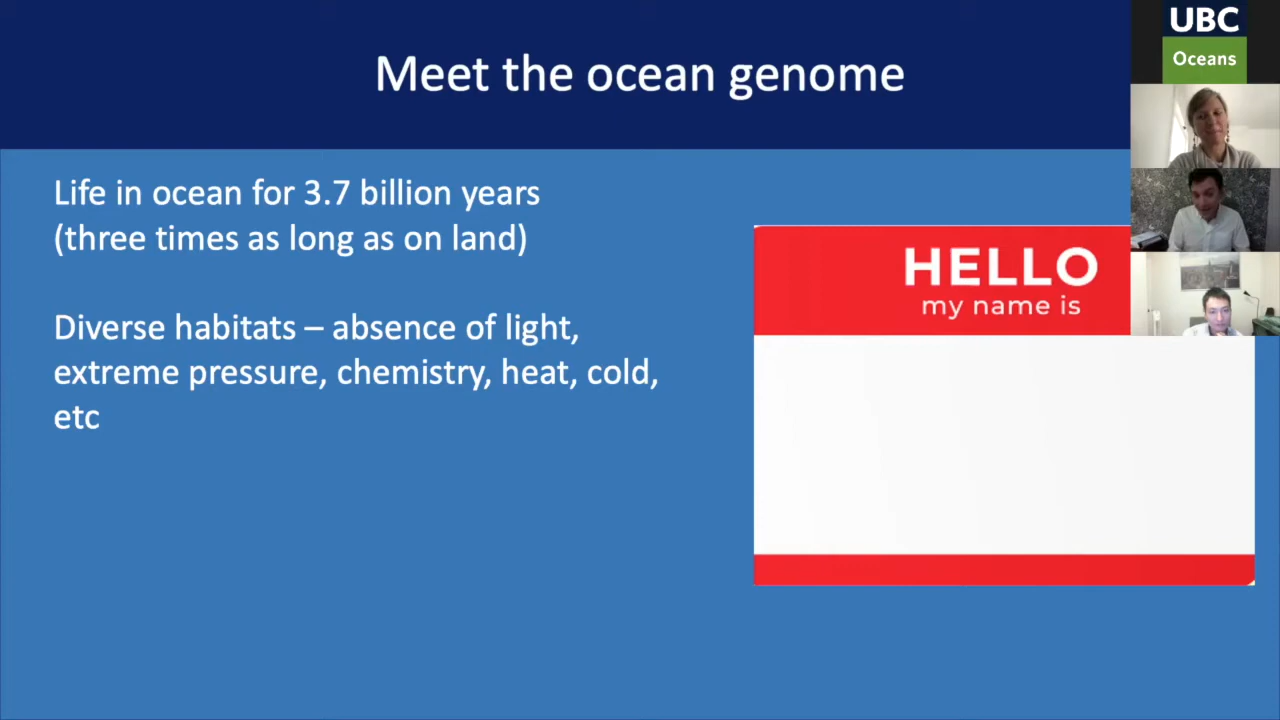 Meet the ocean genome
UBC
Oceans
Life in ocean for 3.7 billion years
(three times as long as on land)
Diverse habitats – absence of light,
extreme pressure, chemistry, heat, cold,
etc
HELLO
my name is